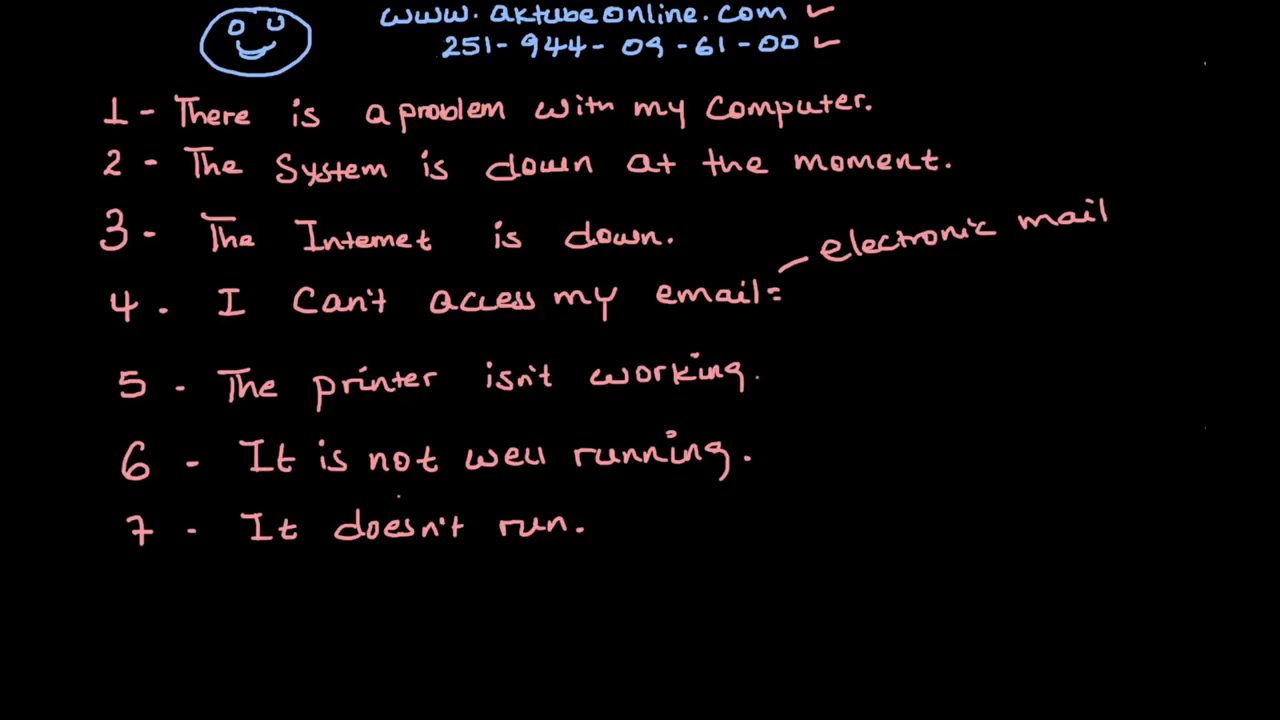 www.aktubeonline.com
251-944-09-61-00
1 - There is a problem with my computer.
2 - The System is down at the moment.
3 - The Internet is down.
electronic mail
4 - I Can't access my email=
5 - The printer isn't working.
6 - It is not well running.
7 - It doesn't run.